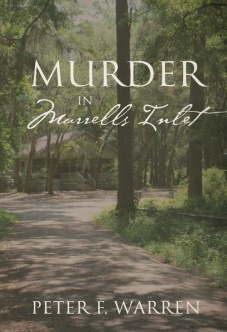 MURDER
IN
Murrells Inlet
PETER F. WARREN